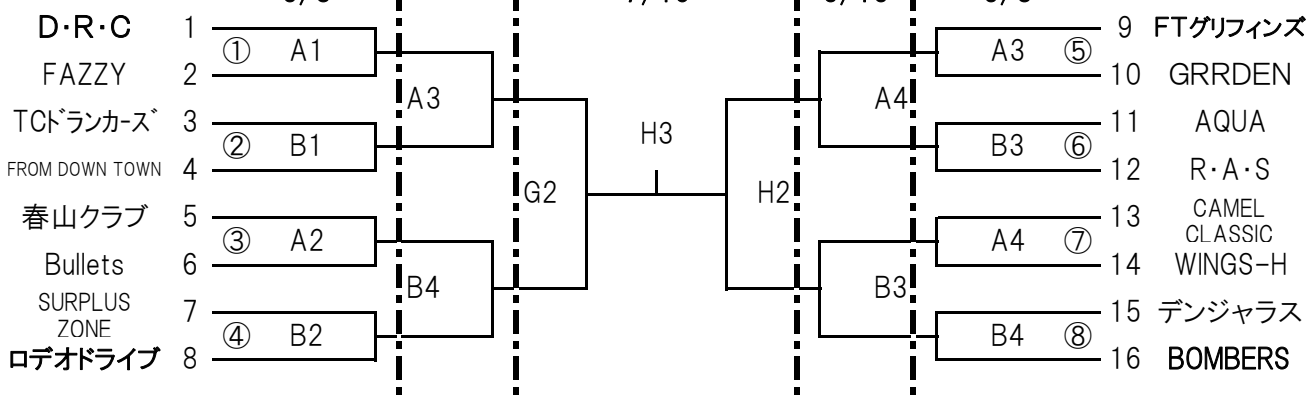 D・R・C 1
① A1
FAZZY 2
A3
TCドランカーズ 3
② B1
FROM DOWN TOWN 4
G2
春山クラブ 5
③ A2
Bullets 6
B4
SURPLUS
ZONE
7
④ B2
ロデオドライブ 8
H3
H2
9 FTグリフィンズ
A3 ⑤
10 GRRDEN
A4
11 AQUA
B3 ⑥
12 R・A・S
13 CAMEL
CLASSIC
A4 ⑦
14 WINGS-H
B3
15 デンジャラス
B4 ⑧
16 BOMBERS